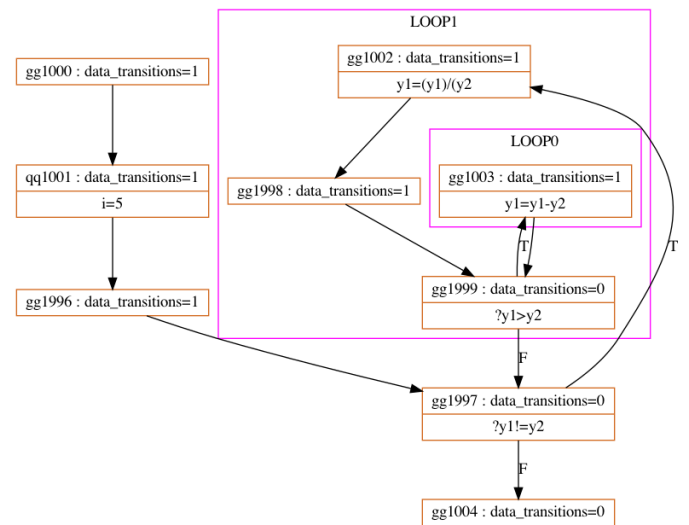 LOOP1
gg1002 : data_transitions=1
y1=(y1)/(y2
gg1000 : data_transitions=1
LOOP0
qq1001 : data_transitions=1
i=5
gg1998 : data_transitions=1
gg1003 : data_transitions=1
y1=y1-y2
T
T
gg1996 : data_transitions=1
gg1999 : data_transitions=0
?y1>y2
F
gg1997 : data_transitions=0
?y1!=y2
F
gg1004 : data_transitions=0